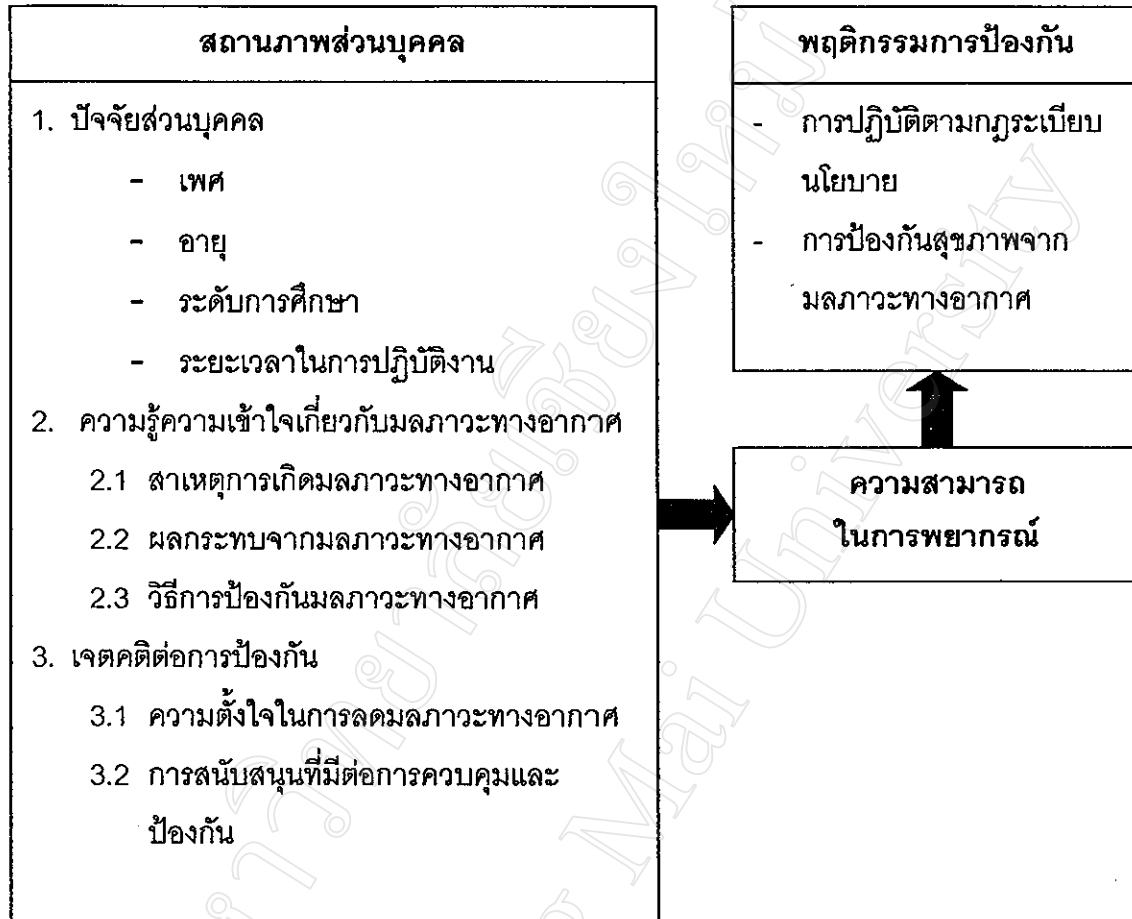 สถานภาพส่วนบุคคล
1. ปัจจัยส่วนบุคคล
- เพศ
- อายุ
- ระดับการศึกษา
- ระยะเวลาในการปฏิบัติงาน
2. ความรู้ความเข้าใจเกี่ยวกับมลภาวะทางอากาศ
2.1 สาเหตุการเกิดมลภาวะทางอากาศ
2.2 ผลกระทบจากมลภาวะทางอากาศ
2.3 วิธีการป้องกันมลภาวะทางอากาศ
3. เจตคติต่อการป้องกัน
3.1 ความตั้งใจในการลดมลภาวะทางอากาศ
3.2 การสนับสนุนที่มีต่อการควบคุมและ
ป้องกัน
พฤติกรรมการป้องกัน
- การปฏิบัติตามกฎระเบียบ
นโยบาย
- การป้องกันสุขภาพจาก
มลภาวะทางอากาศ
ความสามารถ
ในการพยากรณ์
Mai University